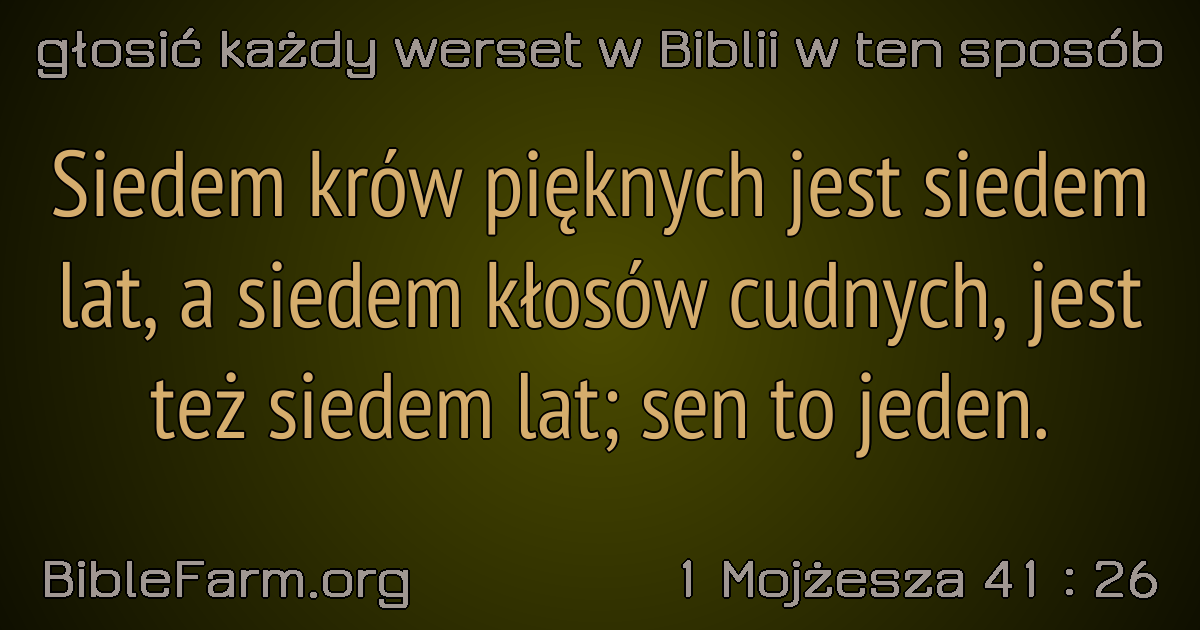 głosić każdy werset w Biblii w ten sposób
Siedem krów pięknych jest siedem
lat, a siedem kłosów cudnych, jest
też siedem lat; sen to jeden.
BibleFarm.org
1 Mojżesza 41 : 26